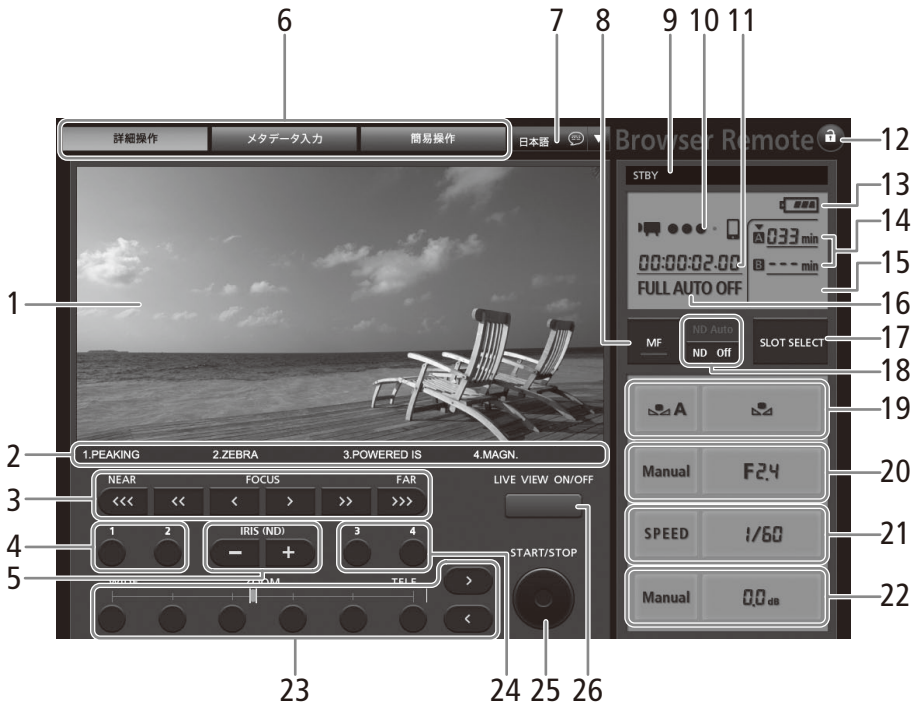 6 7 8 9 10 11
詳細操作 メタデータ入力 簡易操作 日本語 Browser Remote 12
STBY 13
A 033 min 14
00:00:02.00 B --- min 15
FULL AUTO OFF 16
1
MF ND Auto SLOT SELECT 17
ND Off 18
A 19
2 1.PEAKING 2.ZEBRA 3.POWERED IS 4.MAGN.
Manual F2.4 20
NEAR FOCUS FAR LIVE VIEW ON/OFF
3 <<< << < > >> >>>
SPEED 1/60 21
4 1 2 IRIS (ND) 3 4
5 − + START/STOP
ZOOM TELE >
Manual 0.0 dB 22
<
23 24 25 26